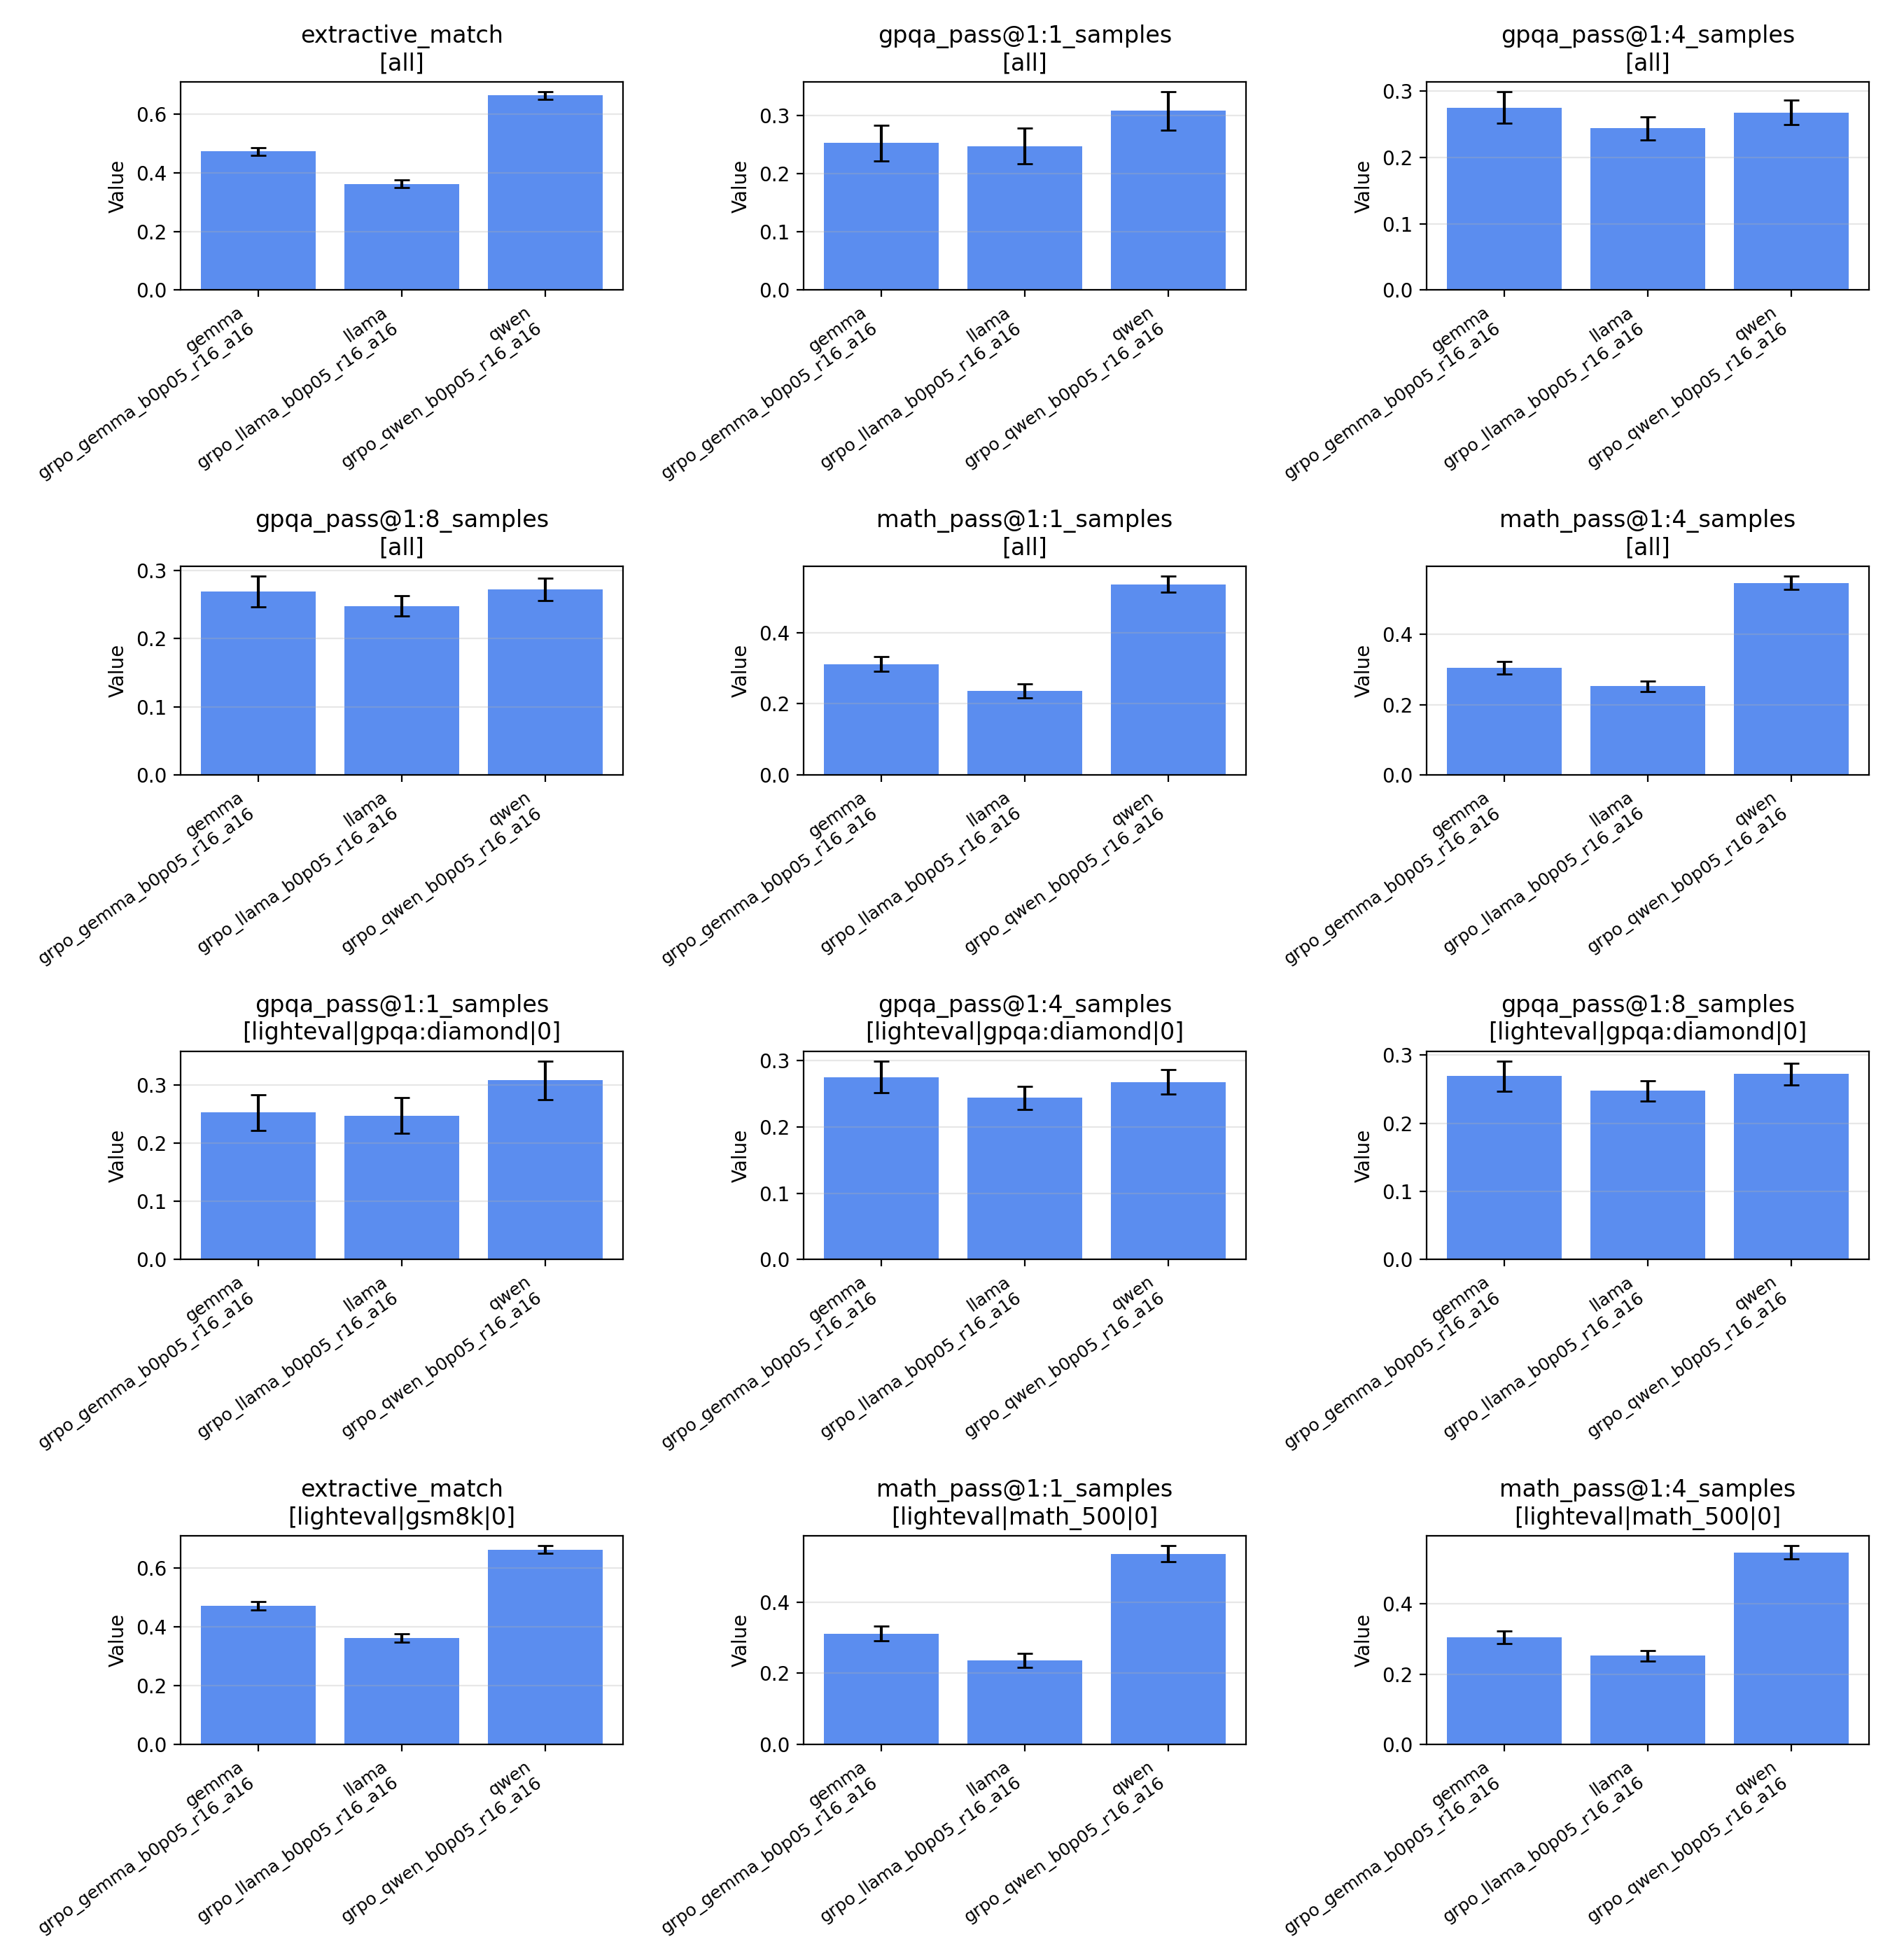 extractive_match
[all]
Value
0.6
0.4
0.2
0.0
gemma
grpo_gemma_b0p05_r16_a16
llama
grpo_llama_b0p05_r16_a16
qwen
grpo_qwen_b0p05_r16_a16
gpqa_pass@1:1_samples
[all]
Value
0.3
0.2
0.1
0.0
gemma
grpo_gemma_b0p05_r16_a16
llama
grpo_llama_b0p05_r16_a16
qwen
grpo_qwen_b0p05_r16_a16
gpqa_pass@1:4_samples
[all]
Value
0.3
0.2
0.1
0.0
gemma
grpo_gemma_b0p05_r16_a16
llama
grpo_llama_b0p05_r16_a16
qwen
grpo_qwen_b0p05_r16_a16
gpqa_pass@1:8_samples
[all]
Value
0.3
0.2
0.1
0.0
gemma
grpo_gemma_b0p05_r16_a16
llama
grpo_llama_b0p05_r16_a16
qwen
grpo_qwen_b0p05_r16_a16
math_pass@1:1_samples
[all]
Value
0.4
0.2
0.0
gemma
grpo_gemma_b0p05_r16_a16
llama
grpo_llama_b0p05_r16_a16
qwen
grpo_qwen_b0p05_r16_a16
math_pass@1:4_samples
[all]
Value
0.4
0.2
0.0
gemma
grpo_gemma_b0p05_r16_a16
llama
grpo_llama_b0p05_r16_a16
qwen
grpo_qwen_b0p05_r16_a16
gpqa_pass@1:1_samples
[lighteval|gpqa:diamond|0]
Value
0.3
0.2
0.1
0.0
gemma
grpo_gemma_b0p05_r16_a16
llama
grpo_llama_b0p05_r16_a16
qwen
grpo_qwen_b0p05_r16_a16
gpqa_pass@1:4_samples
[lighteval|gpqa:diamond|0]
Value
0.3
0.2
0.1
0.0
gemma
grpo_gemma_b0p05_r16_a16
llama
grpo_llama_b0p05_r16_a16
qwen
grpo_qwen_b0p05_r16_a16
gpqa_pass@1:8_samples
[lighteval|gpqa:diamond|0]
Value
0.3
0.2
0.1
0.0
gemma
grpo_gemma_b0p05_r16_a16
llama
grpo_llama_b0p05_r16_a16
qwen
grpo_qwen_b0p05_r16_a16
extractive_match
[lighteval|gsm8k|0]
Value
0.6
0.4
0.2
0.0
gemma
grpo_gemma_b0p05_r16_a16
llama
grpo_llama_b0p05_r16_a16
qwen
grpo_qwen_b0p05_r16_a16
math_pass@1:1_samples
[lighteval|math_500|0]
Value
0.4
0.2
0.0
gemma
grpo_gemma_b0p05_r16_a16
llama
grpo_llama_b0p05_r16_a16
qwen
grpo_qwen_b0p05_r16_a16
math_pass@1:4_samples
[lighteval|math_500|0]
Value
0.4
0.2
0.0
gemma
grpo_gemma_b0p05_r16_a16
llama
grpo_llama_b0p05_r16_a16
qwen
grpo_qwen_b0p05_r16_a16